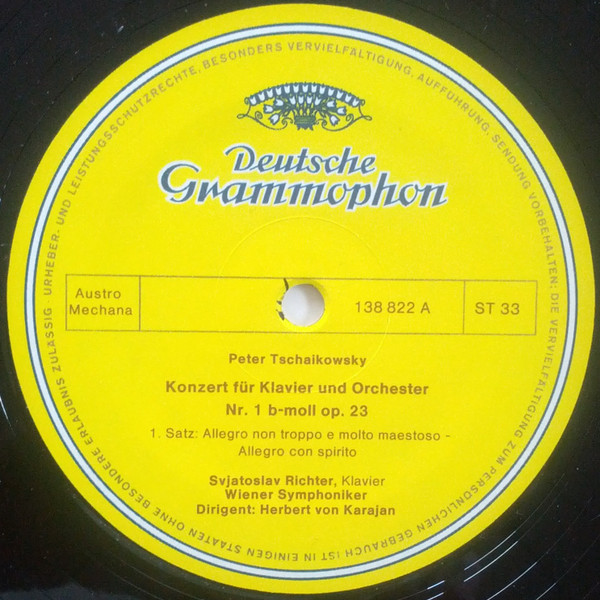 URHEBER- UND LEISTUNGSSCHUTZRECHTE, BESONDERS VERVIELFÄLTIGUNG, AUFFÜHRUNG, SENDUNG VORBEHALTEN; DIE VERVIELFÄLTIGUNG ZUM PERSÖNLICHEN GEBRAUCH IST IN EINIGEN STAATEN OHNE BESONDERE ERLAUBNIS ZULÄSSIG
Deutsche
Grammophon
Austro
Mechana
138 822 A
ST 33
Peter Tschaikowsky
Konzert für Klavier und Orchester
Nr. 1 b-moll op. 23
1. Satz: Allegro non troppo e molto maestoso -
Allegro con spirito
Svjatoslav Richter, Klavier
Wiener Symphoniker
Dirigent: Herbert von Karajan